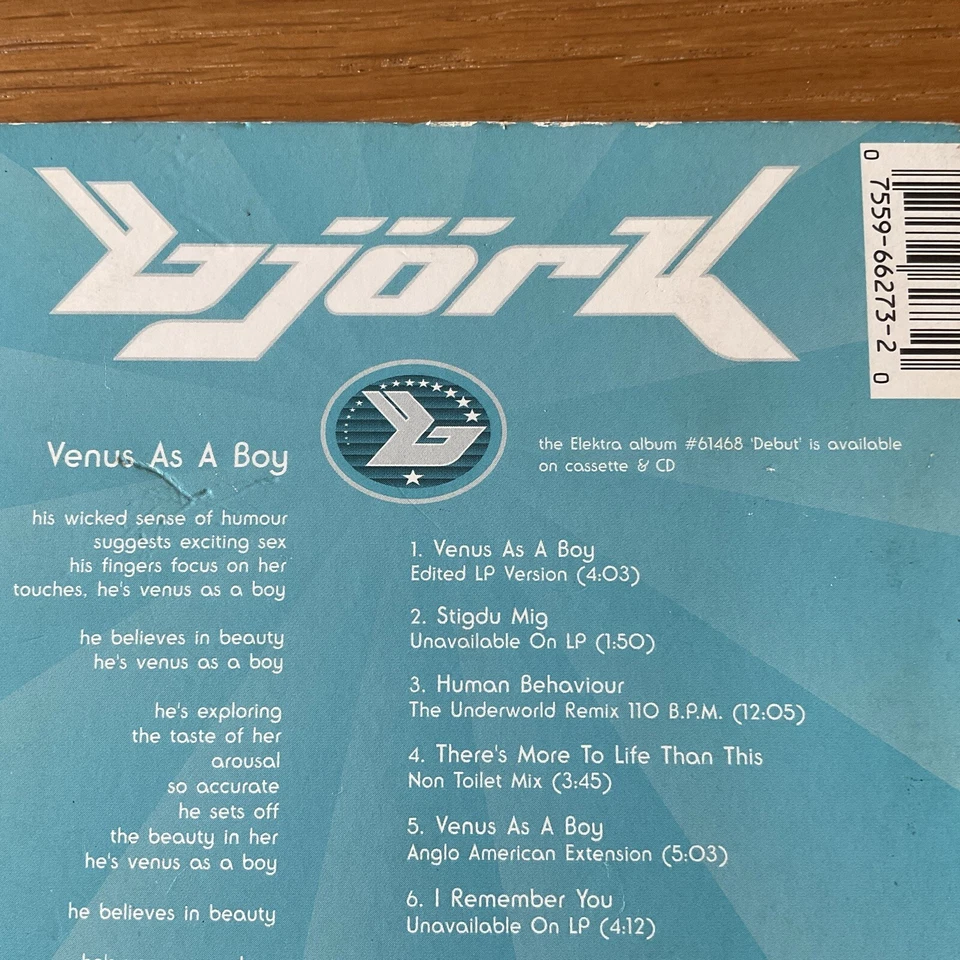 björk
0 7559-66273-2 0
the Elektra album #61468 'Debut' is available
on cassette & CD
Venus As A Boy
his wicked sense of humour
suggests exciting sex
his fingers focus on her
touches, he's venus as a boy
he believes in beauty
he's venus as a boy
he's exploring
the taste of her
arousal
so accurate
he sets off
the beauty in her
he's venus as a boy
he believes in beauty
1. Venus As A Boy
Edited LP Version (4:03)
2. Stigdu Mig
Unavailable On LP (1:50)
3. Human Behaviour
The Underworld Remix 110 B.P.M. (12:05)
4. There's More To Life Than This
Non Toilet Mix (3:45)
5. Venus As A Boy
Anglo American Extension (5:03)
6. I Remember You
Unavailable On LP (4:12)